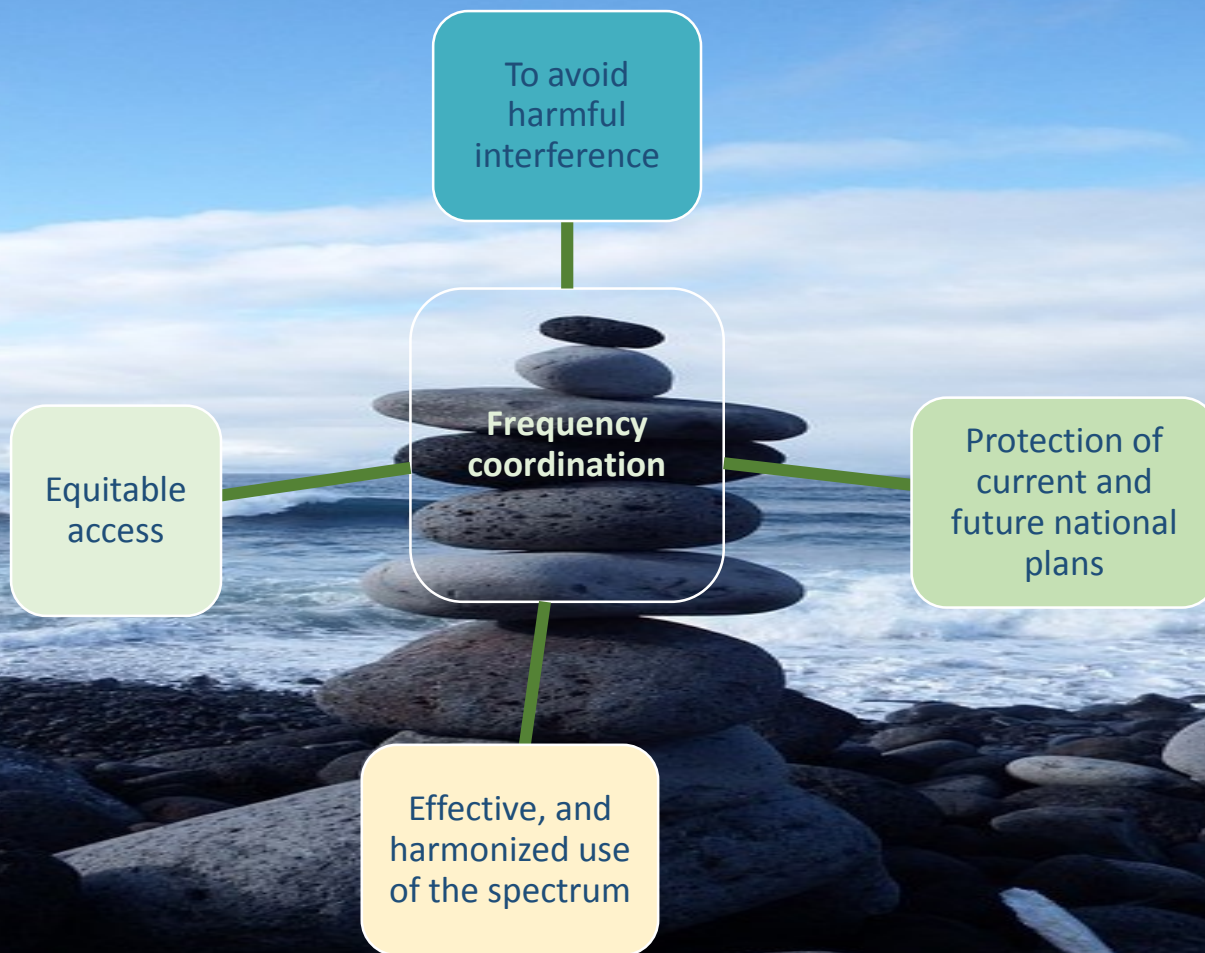 To avoid
harmful
interference
Frequency
coordination
Equitable
access
Protection of
current and
future national
plans
Effective, and
harmonized use
of the spectrum